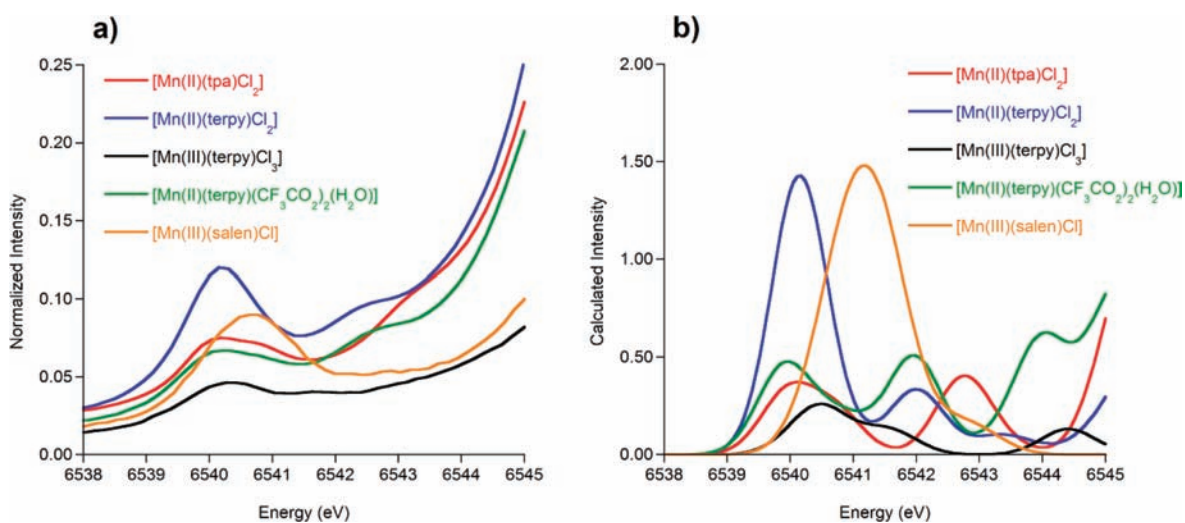 a)
0.25
0.20
0.15
0.10
0.05
0.00
Normalized Intensity
[Mn(II)(tpa)Cl₂]
[Mn(II)(terpy)Cl₂]
[Mn(III)(terpy)Cl₃]
[Mn(II)(terpy)(CF₃CO₂)₂(H₂O)]
[Mn(III)(salen)Cl]
6538 6539 6540 6541 6542 6543 6544 6545
Energy (eV)
b)
2.00
1.50
1.00
0.50
0.00
Calculated Intensity
[Mn(II)(tpa)Cl₂]
[Mn(II)(terpy)Cl₂]
[Mn(III)(terpy)Cl₃]
[Mn(II)(terpy)(CF₃CO₂)₂(H₂O)]
[Mn(III)(salen)Cl]
6538 6539 6540 6541 6542 6543 6544 6545
Energy (eV)